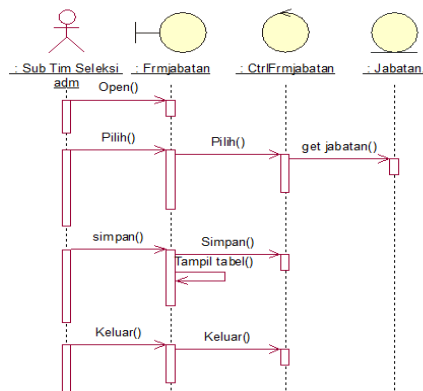 : Sub Tim Seleksi
adm
: Frmjabatan
: CtrlFrmjabatan
: Jabatan
Open()
Pilih()
Pilih()
get jabatan()
simpan()
Simpan()
Tampil tabel()
Keluar()
Keluar()